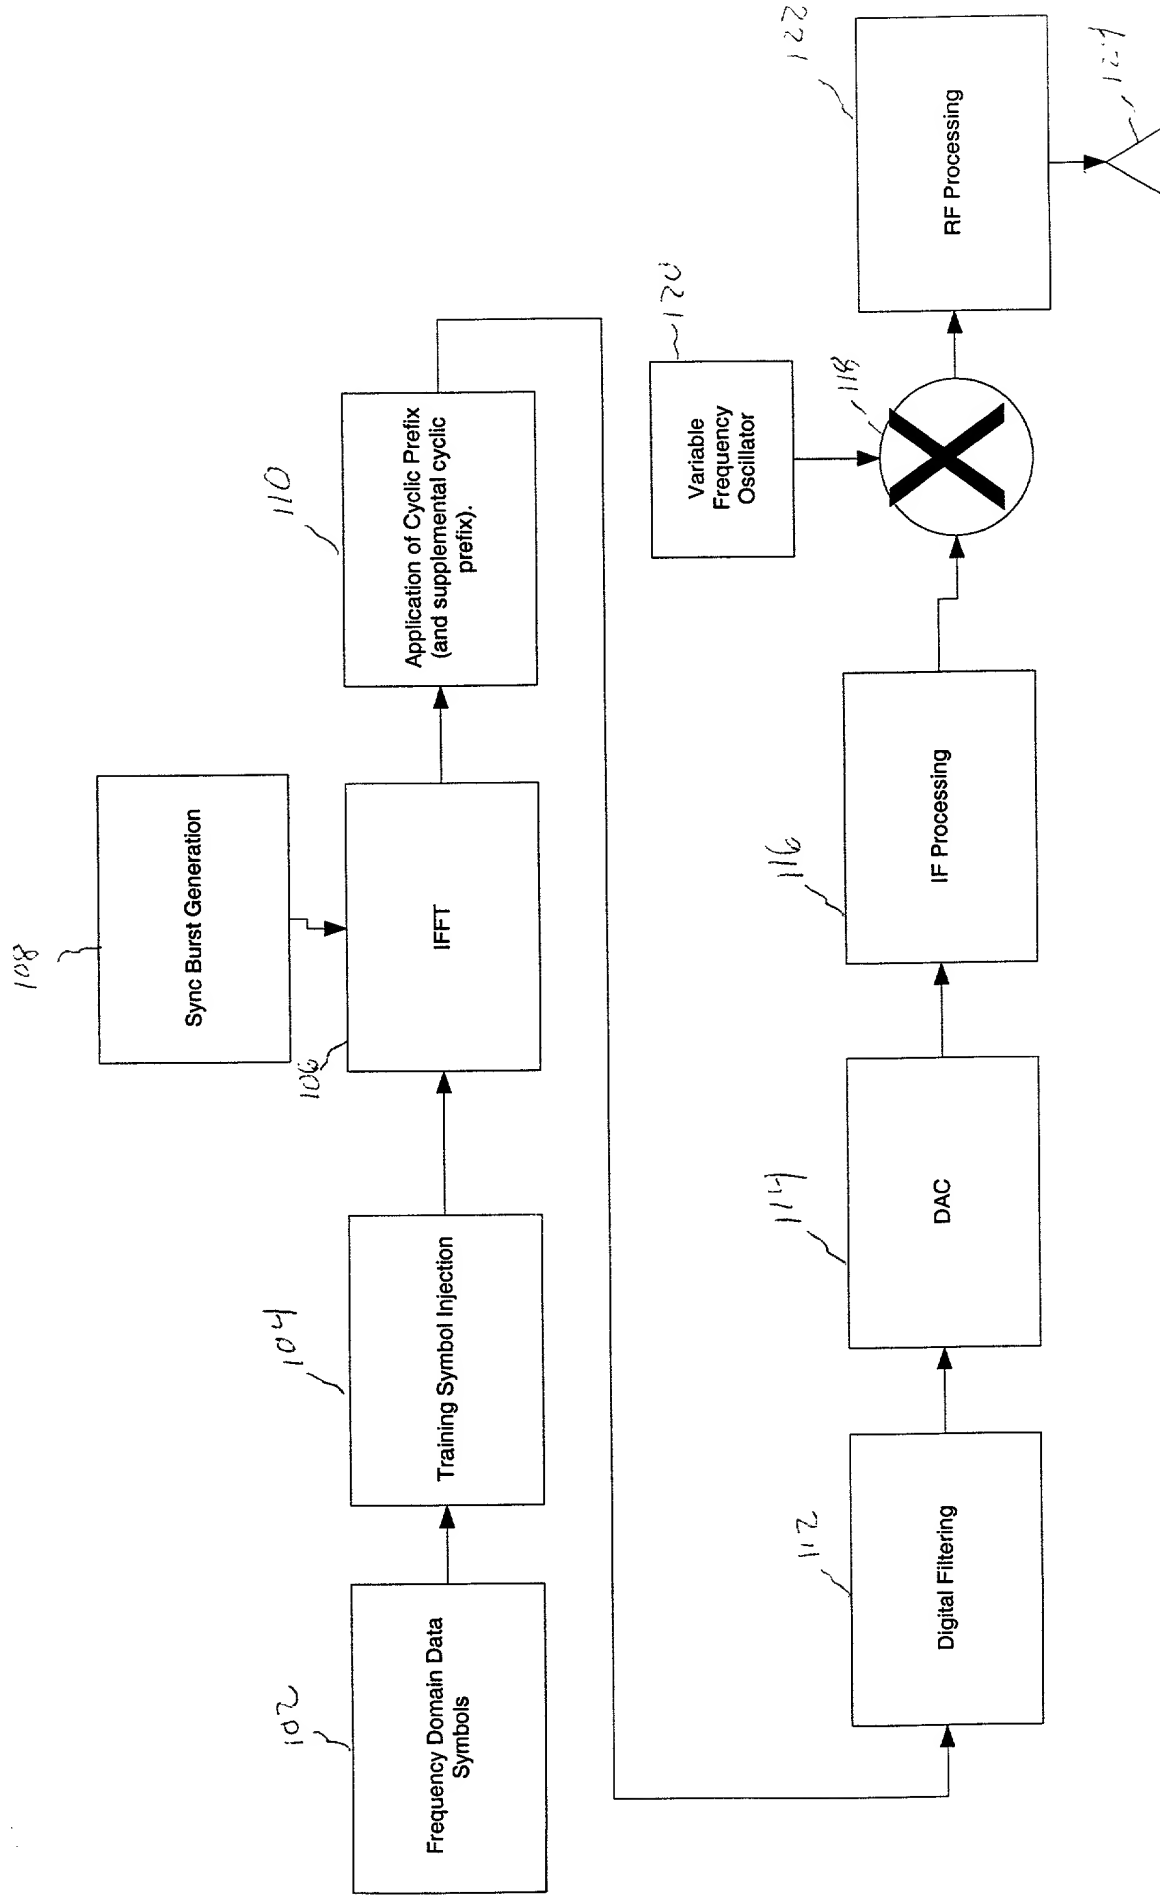 108
Sync Burst Generation
102
Frequency Domain Data
Symbols
104
Training Symbol Injection
106
IFFT
110
Application of Cyclic Prefix
(and supplemental cyclic
prefix).
112
Digital Filtering
114
DAC
116
IF Processing
120
Variable
Frequency
Oscillator
118
122
RF Processing
124